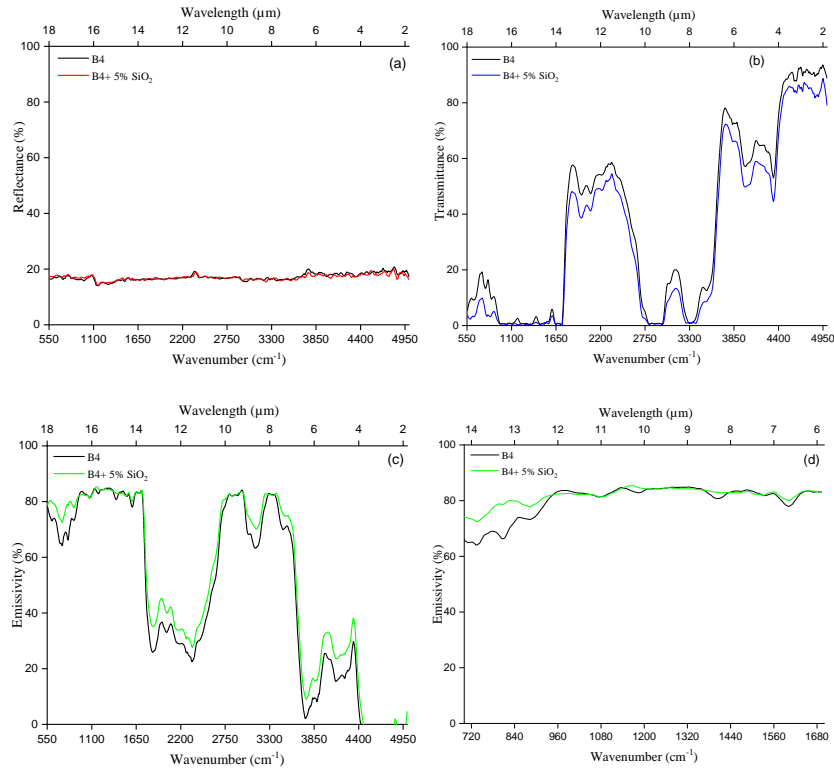 Wavelength (µm)
18 16 14 12 10 8 6 4 2
100
80
60
40
20
0
Reflectance (%)
B4
B4+ 5% SiO₂
(a)
550 1100 1650 2200 2750 3300 3850 4400 4950
Wavenumber (cm⁻¹)
Wavelength (µm)
18 16 14 12 10 8 6 4 2
100
80
60
40
20
0
Transmittance (%)
B4
B4+ 5% SiO₂
(b)
550 1100 1650 2200 2750 3300 3850 4400 4950
Wavenumber (cm⁻¹)
Wavelength (µm)
18 16 14 12 10 8 6 4 2
100
80
60
40
20
0
Emissivity (%)
B4
B4+ 5% SiO₂
(c)
550 1100 1650 2200 2750 3300 3850 4400 4950
Wavenumber (cm⁻¹)
Wavelength (µm)
14 13 12 11 10 9 8 7 6
100
80
60
40
20
0
Emissivity (%)
B4
B4+ 5% SiO₂
(d)
720 840 960 1080 1200 1320 1440 1560 1680
Wavenumber (cm⁻¹)